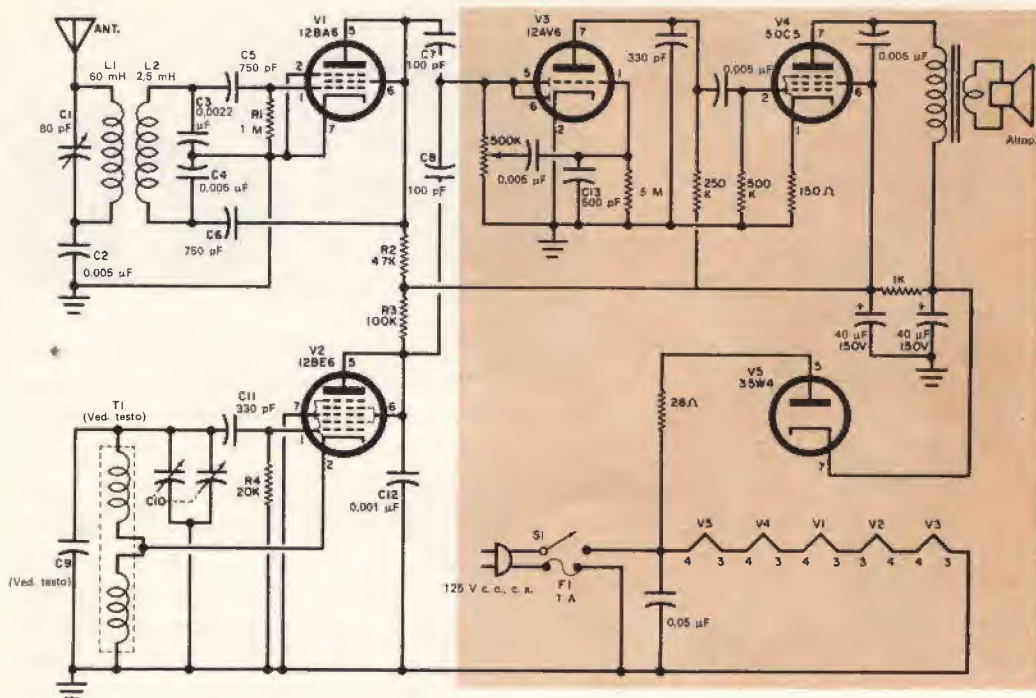 ANT.
L1
60 mH
L2
2,5 mH
C1
80 pF
C2
0.005 µF
C3
0,0022
µF
C4
0,005 µF
C5
750 pF
C6
750 pF
R1
1 M
V1
12BA6
5
2
1
6
7
C7
100 pF
C8
100 pF
R2
47K
R3
100K
V3
12AV6
7
5
6
1
2
500K
0,005 µF
C13
500 pF
5 M
330 pF
0,005 µF
250
K
500
K
V4
50C5
7
2
6
1
150 Ω
0,005 µF
Altop.
1K
+
40 µF
150V
+
40 µF
150V
V2
12BE6
5
7
1
6
2
T1
(Ved. testo)
C11
330 pF
C10
R4
20K
C12
0,001 µF
C9
(Ved. testo)
V5
35W4
5
7
28Ω
S1
F1
1 A
125 V c.c., c.a.
0,05 µF
V5
V4
V1
V2
V3
4 3
4 3
4 3
4 3
4 3